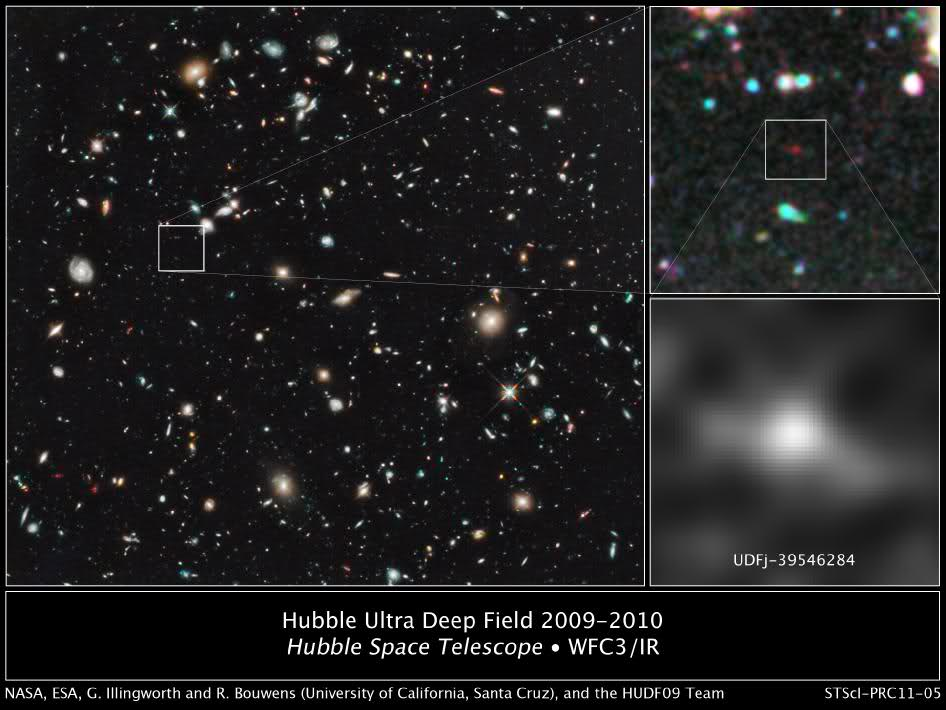 UDFj-39546284
Hubble Ultra Deep Field 2009–2010
Hubble Space Telescope • WFC3/IR
NASA, ESA, G. Illingworth and R. Bouwens (University of California, Santa Cruz), and the HUDF09 Team
STScI-PRC11-05